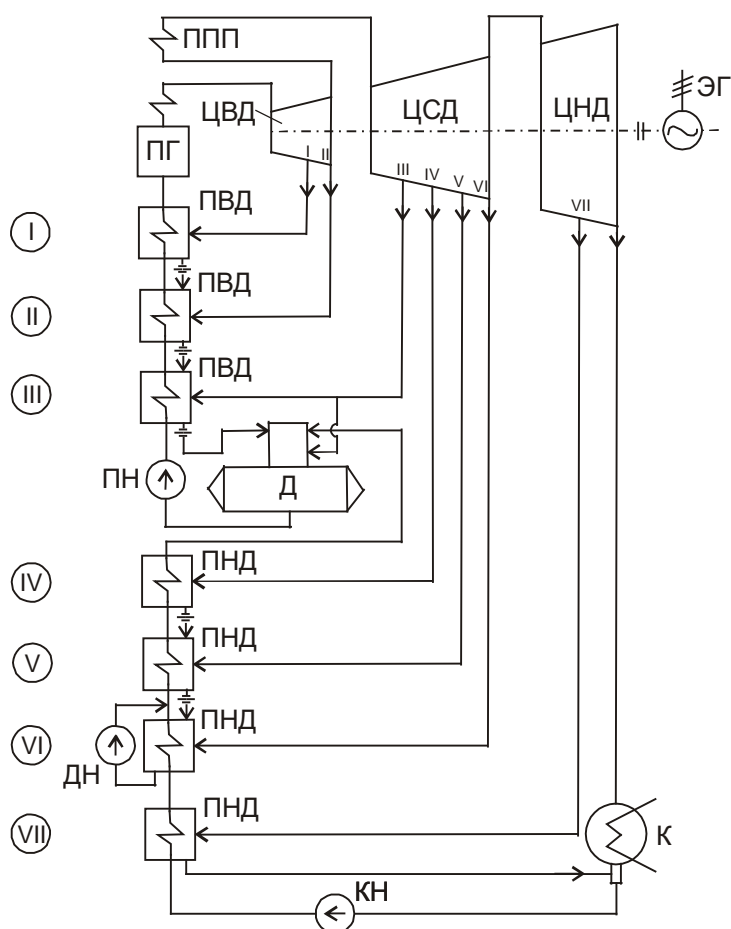 ППП
ЭГ
ЦВД
ЦСД
ЦНД
ПГ
I
II
III
IV
V
VI
VII
ПВД
I
ПВД
II
ПВД
III
ПН
Д
ПНД
IV
ПНД
V
ПНД
VI
ДН
ПНД
VII
К
КН